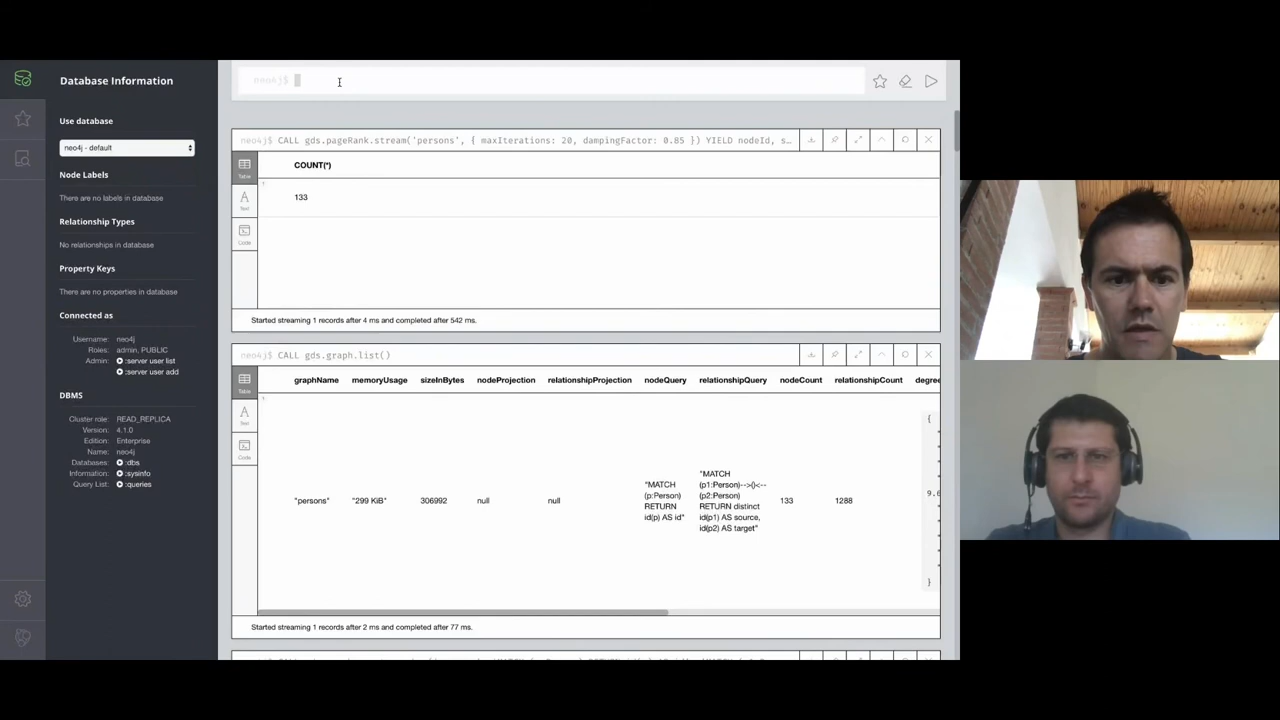 Database Information
Use database
neo4j - default
Node Labels
There are no labels in database
Relationship Types
No relationships in database
Property Keys
There are no properties in database
Connected as
Username: neo4j
Roles: admin, PUBLIC
Admin: :server user list
:server user add
DBMS
Cluster role: READ_REPLICA
Version: 4.1.0
Edition: Enterprise
Name: neo4j
Databases: :dbs
Information: :sysinfo
Query List: :queries
neo4j$
neo4j$ CALL gds.pageRank.stream('persons', { maxIterations: 20, dampingFactor: 0.85 }) YIELD nodeId, s…
Table
Text
Code
COUNT(*)
1
133
Started streaming 1 records after 4 ms and completed after 542 ms.
neo4j$ CALL gds.graph.list()
Table
Text
Code
graphName memoryUsage sizeInBytes nodeProjection relationshipProjection nodeQuery relationshipQuery nodeCount relationshipCount degree
1
"persons" "299 KiB" 306992 null null
"MATCH
(p:Person)
RETURN
id(p) AS id"
"MATCH
(p1:Person)-->()<--
(p2:Person)
RETURN distinct
id(p1) AS source,
id(p2) AS target"
133 1288
{
"
"
9.0
"
"
}
Started streaming 1 records after 2 ms and completed after 77 ms.